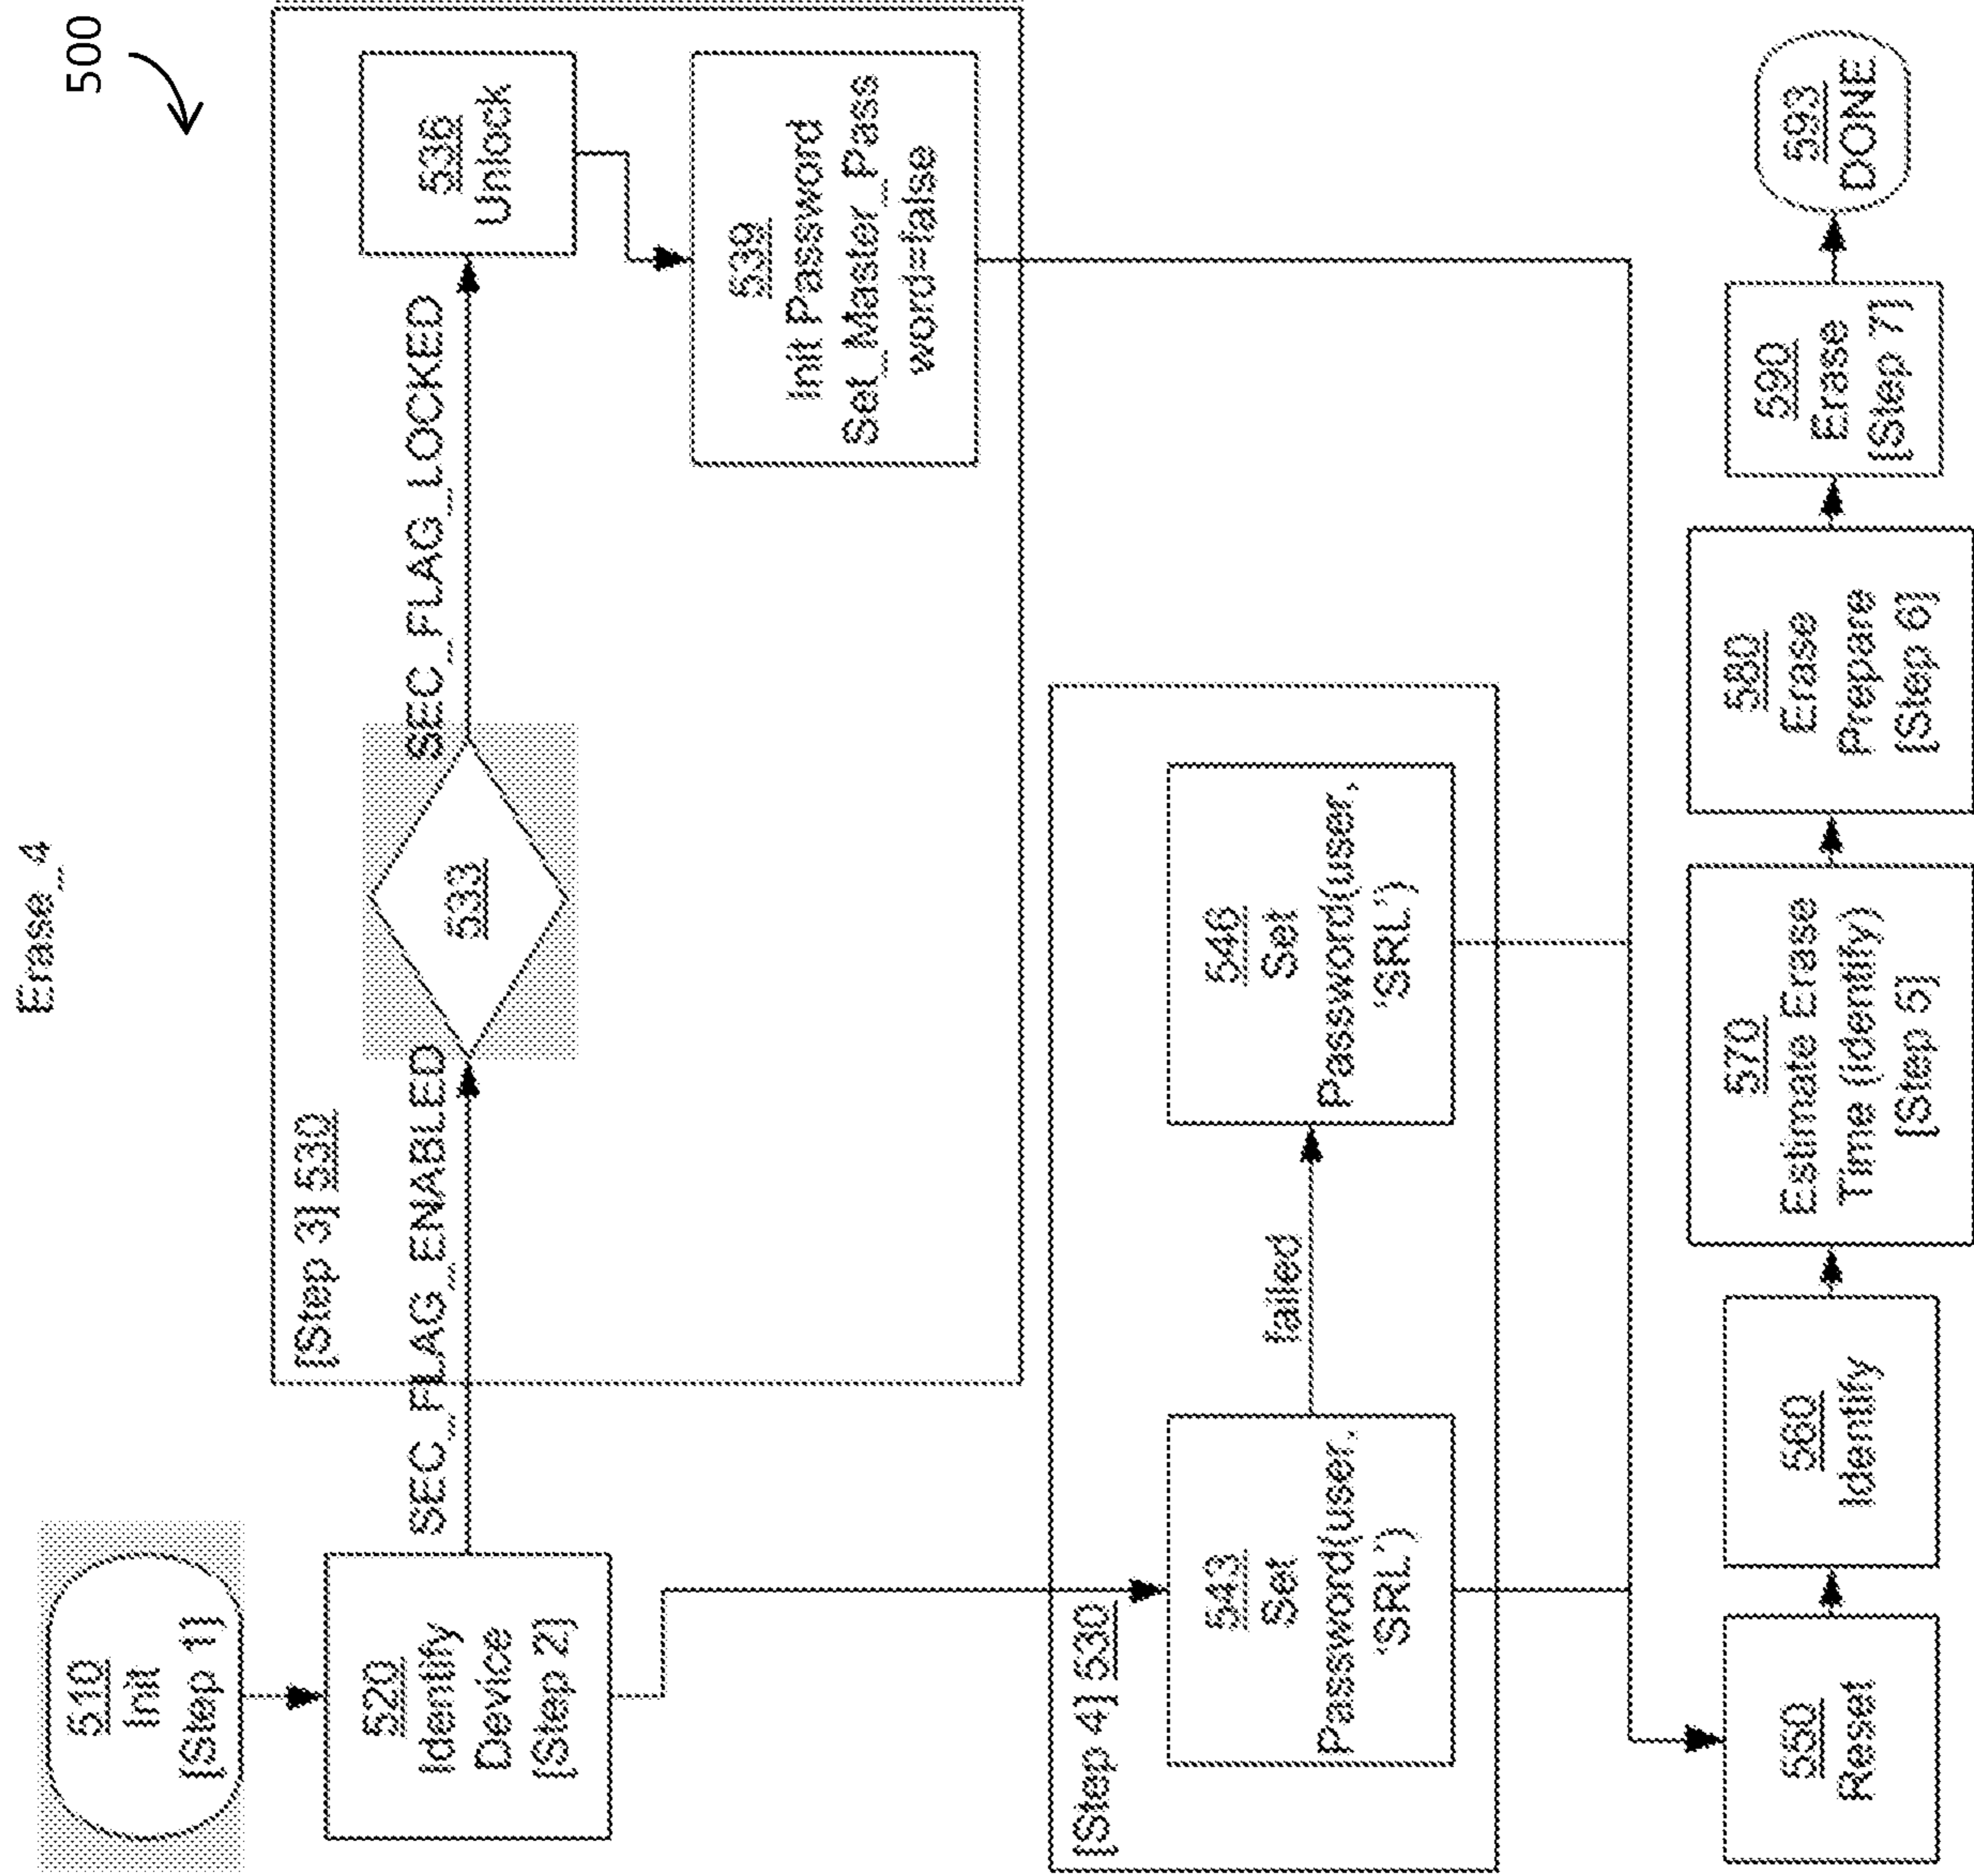 Erase_4
500
510
Init
[Step 1]
520
Identify
Device
[Step 2]
SEC_FLAG_ENABLED
[Step 3] 530
533
SEC_FLAG_LOCKED
536
Unlock
539
Init Password
Set_Master_Pass
word=false
[Step 4] 530
543
Set
Password(user,
'SRL')
failed
546
Set
Password(user,
'SRL')
550
Reset
560
Identify
570
Estimate Erase
Time (Identify)
[Step 5]
580
Erase
Prepare
[Step 6]
590
Erase
[Step 7]
593
DONE